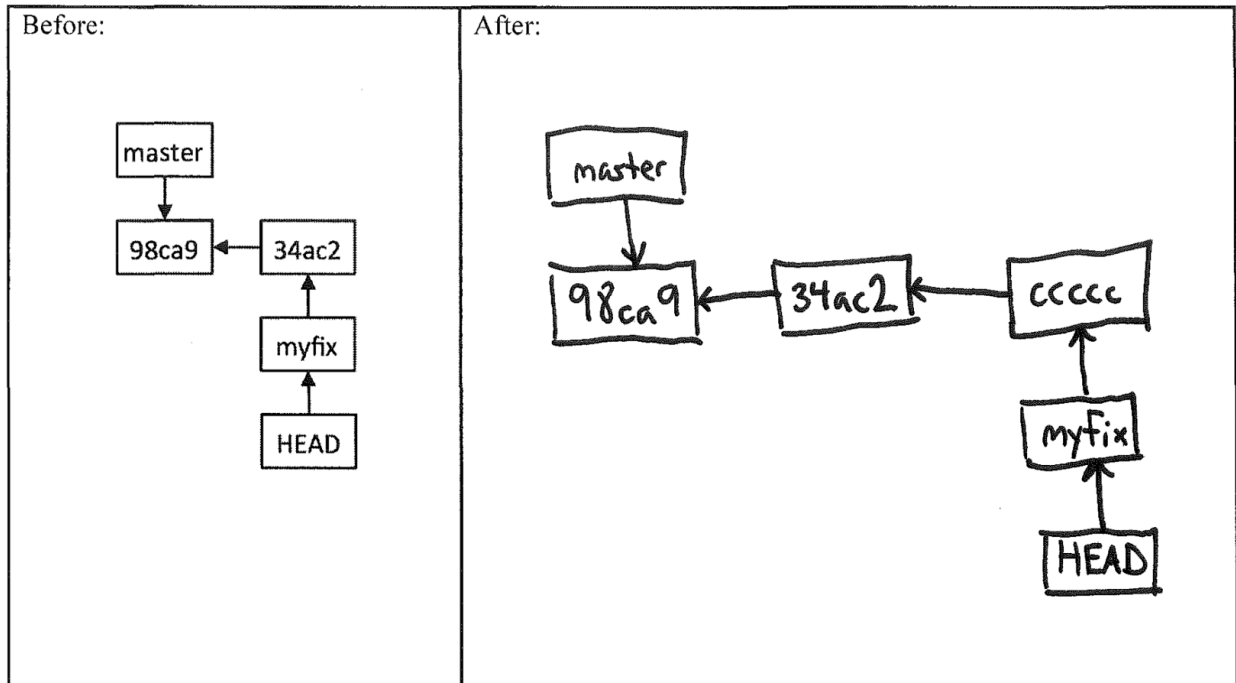 Before:
master
98ca9
34ac2
myfix
HEAD
After:
master
98ca9
34ac2
ccccc
myfix
HEAD